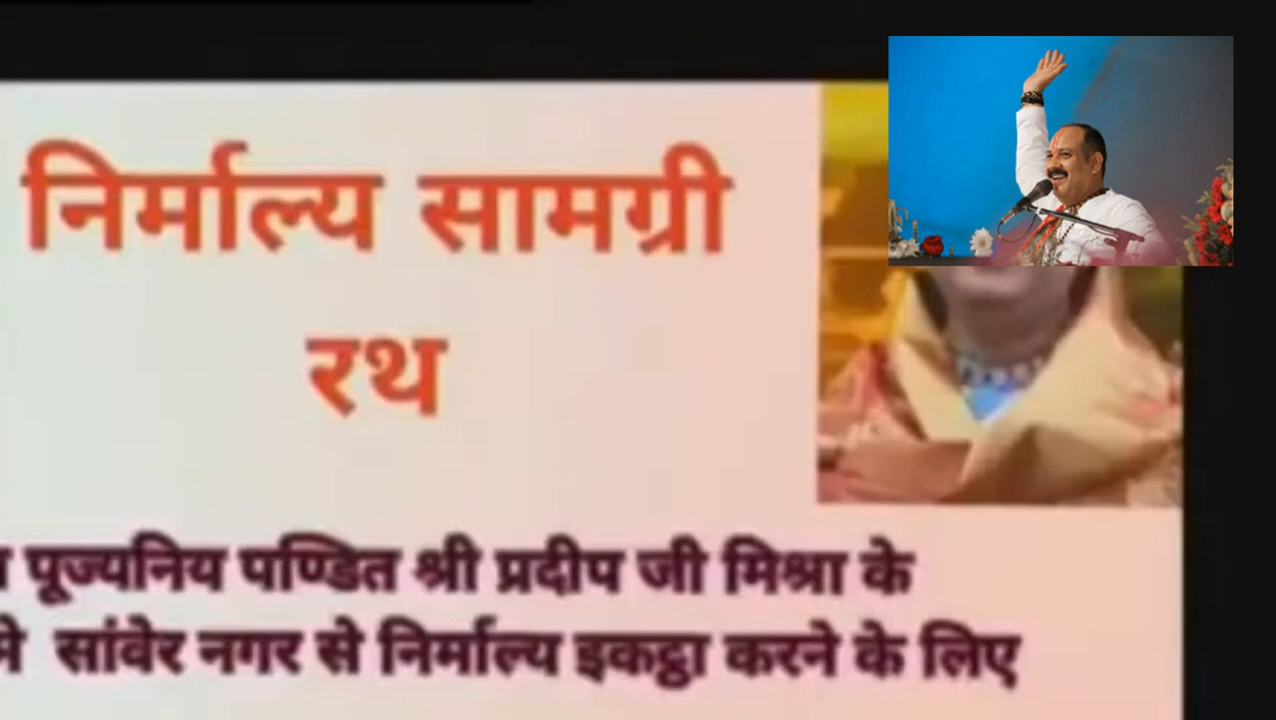 निर्माल्य सामग्री
रथ
पूज्यनिय पण्डित श्री प्रदीप जी मिश्रा के
सांवेर नगर से निर्माल्य इकट्ठा करने के लिए